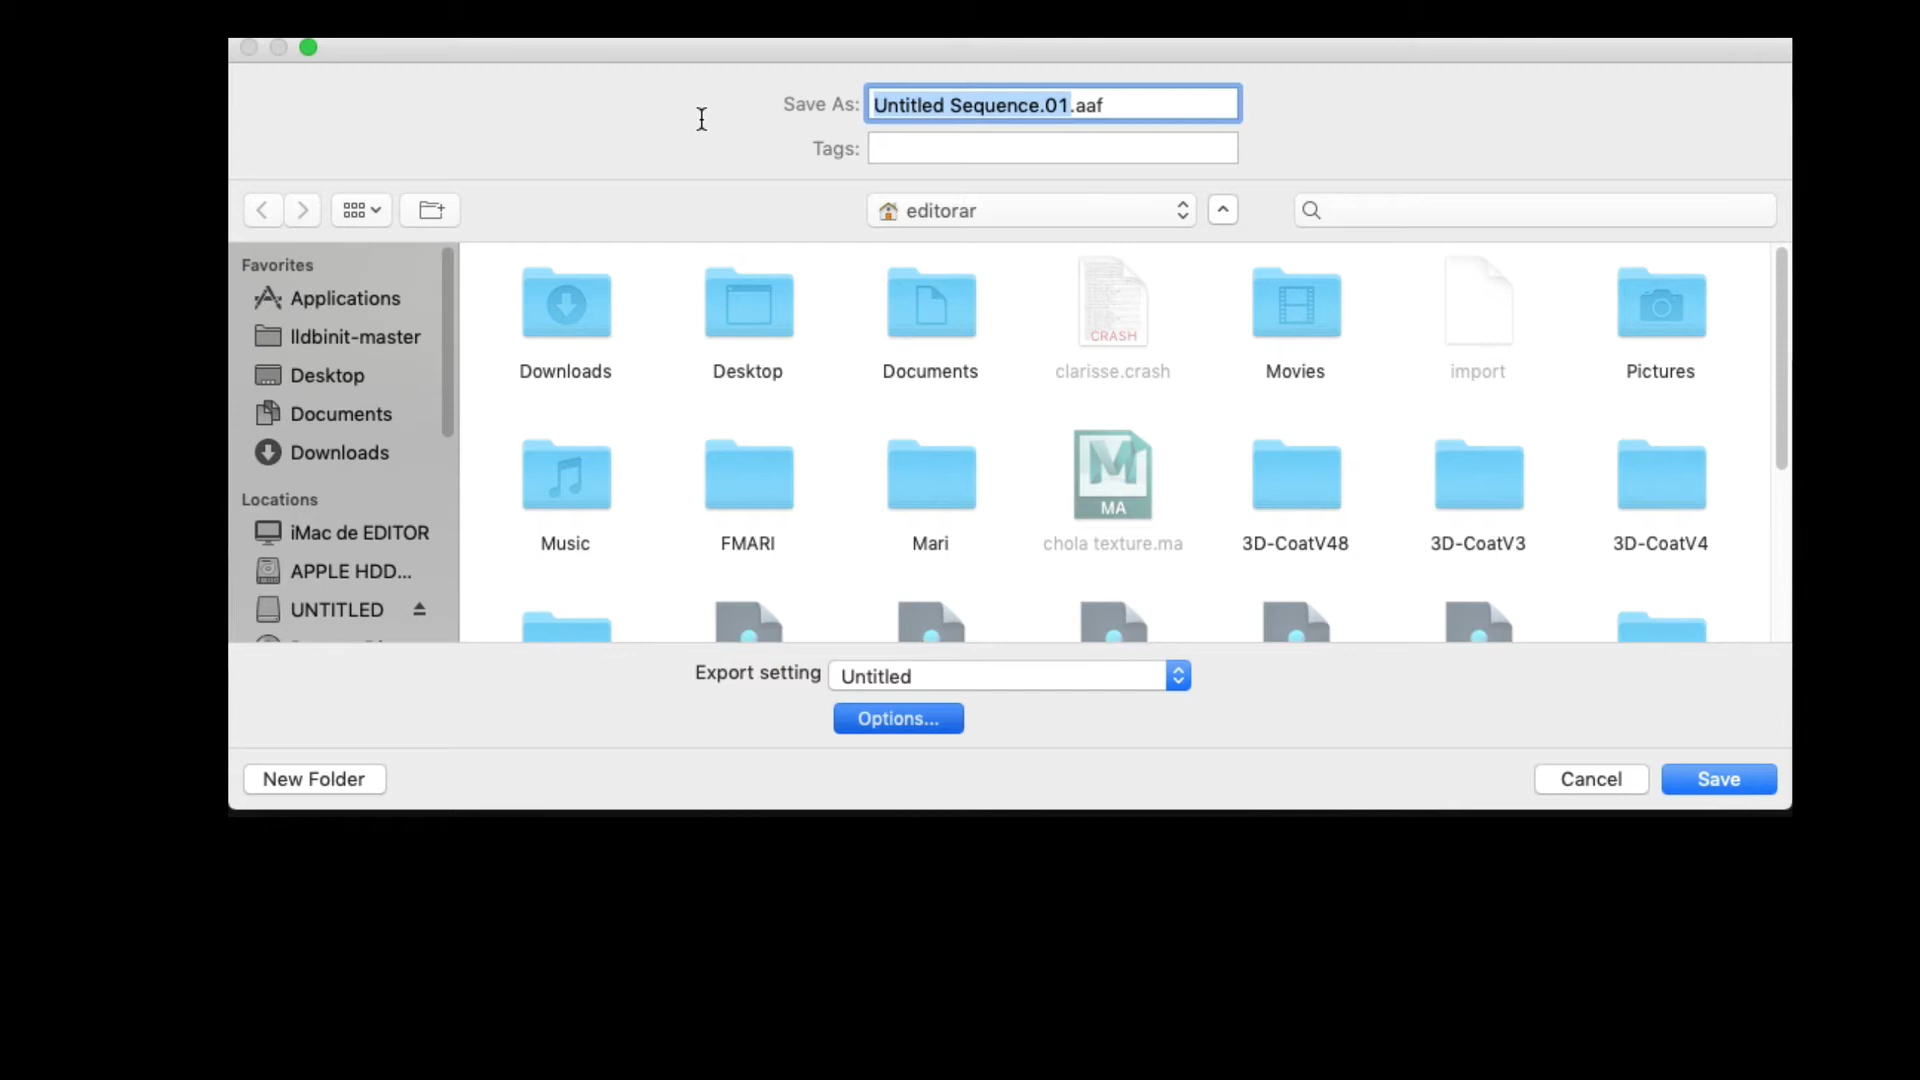 Save As: Untitled Sequence.01.aaf
Tags:
editorar
Favorites
Applications
lldbinit-master
Desktop
Documents
Downloads
Locations
iMac de EDITOR
APPLE HDD...
UNTITLED
CRASH
Downloads Desktop Documents clarisse.crash Movies import Pictures
MA
Music FMARI Mari chola texture.ma 3D-CoatV48 3D-CoatV3 3D-CoatV4
Export setting Untitled
Options...
New Folder Cancel Save